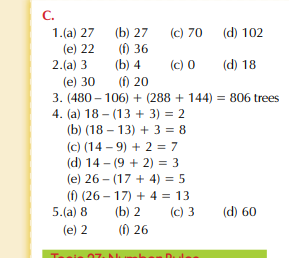 C.
1.(a) 27 (b) 27 (c) 70 (d) 102
(e) 22 (f) 36
2.(a) 3 (b) 4 (c) 0 (d) 18
(e) 30 (f) 20
3. (480 – 106) + (288 + 144) = 806 trees
4. (a) 18 – (13 + 3) = 2
(b) (18 – 13) + 3 = 8
(c) (14 – 9) + 2 = 7
(d) 14 – (9 + 2) = 3
(e) 26 – (17 + 4) = 5
(f) (26 – 17) + 4 = 13
5.(a) 8 (b) 2 (c) 3 (d) 60
(e) 2 (f) 26